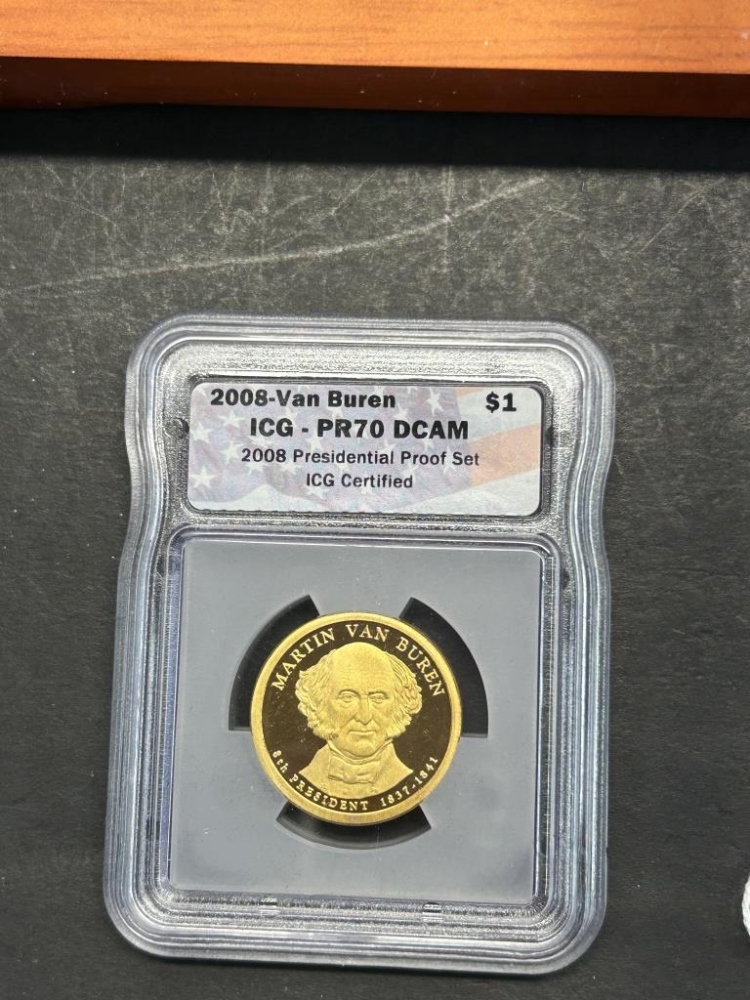 2008-Van Buren $1
ICG - PR70 DCAM
2008 Presidential Proof Set
ICG Certified
MARTIN VAN BUREN
8th PRESIDENT 1837-1841